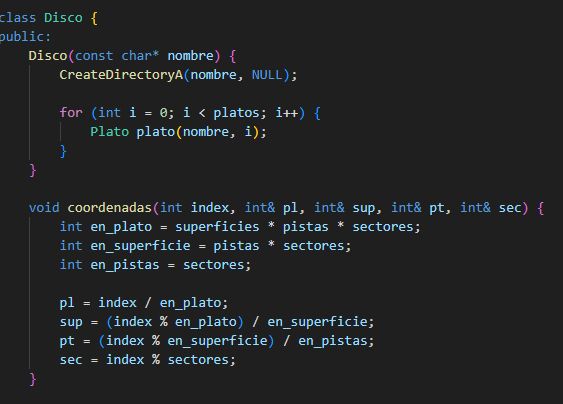 class Disco {
public:
    Disco(const char* nombre) {
        CreateDirectoryA(nombre, NULL);

        for (int i = 0; i < platos; i++) {
            Plato plato(nombre, i);
        }
    }

    void coordenadas(int index, int& pl, int& sup, int& pt, int& sec) {
        int en_plato = superficies * pistas * sectores;
        int en_superficie = pistas * sectores;
        int en_pistas = sectores;

        pl = index / en_plato;
        sup = (index % en_plato) / en_superficie;
        pt = (index % en_superficie) / en_pistas;
        sec = index % sectores;
    }